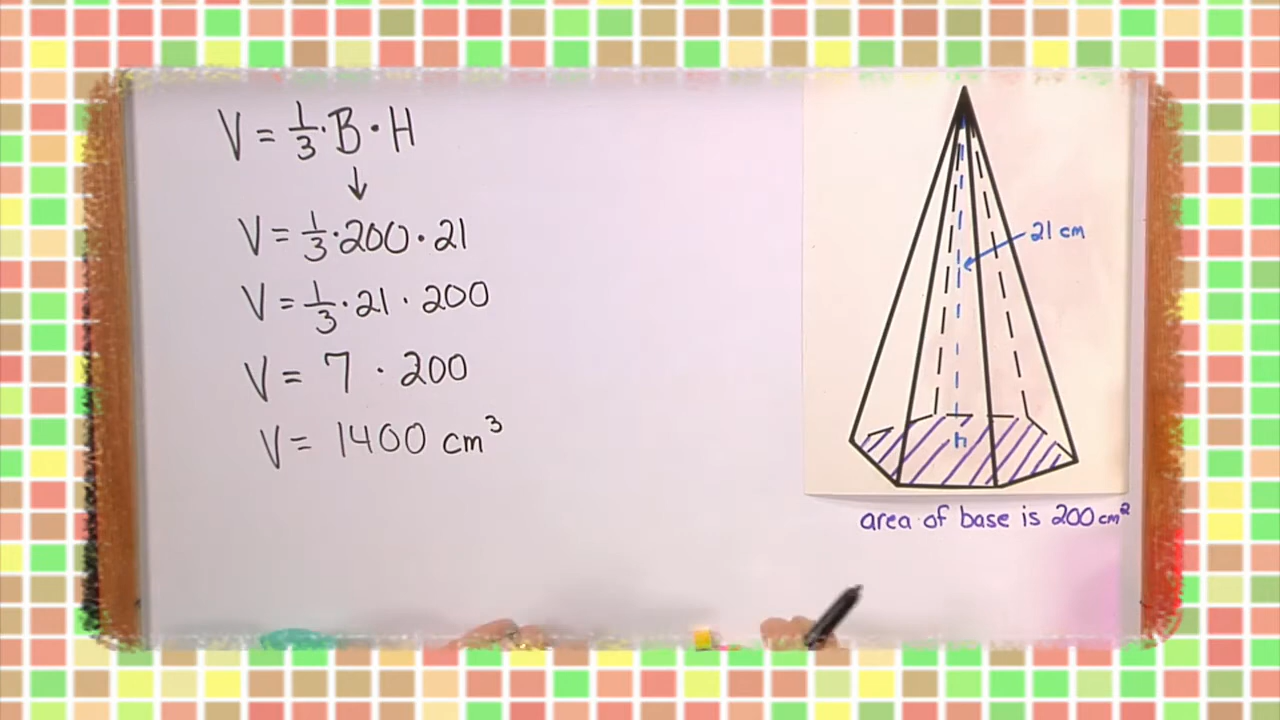 V = 1/3 · B · H
↓
V = 1/3 · 200 · 21
V = 1/3 · 21 · 200
V = 7 · 200
V = 1400 cm³
21 cm
h
area of base is 200 cm²